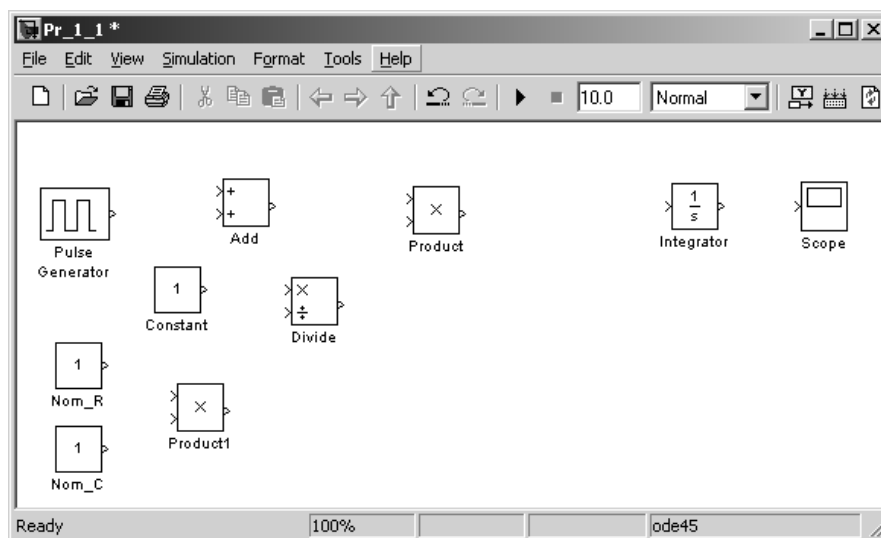 Pr_1_1 *
File Edit View Simulation Format Tools Help
10.0 Normal
Pulse
Generator
+
+
Add
×
Product
1
s
Integrator
Scope
1
Constant
×
÷
Divide
1
Nom_R
×
Product1
1
Nom_C
Ready 100% ode45